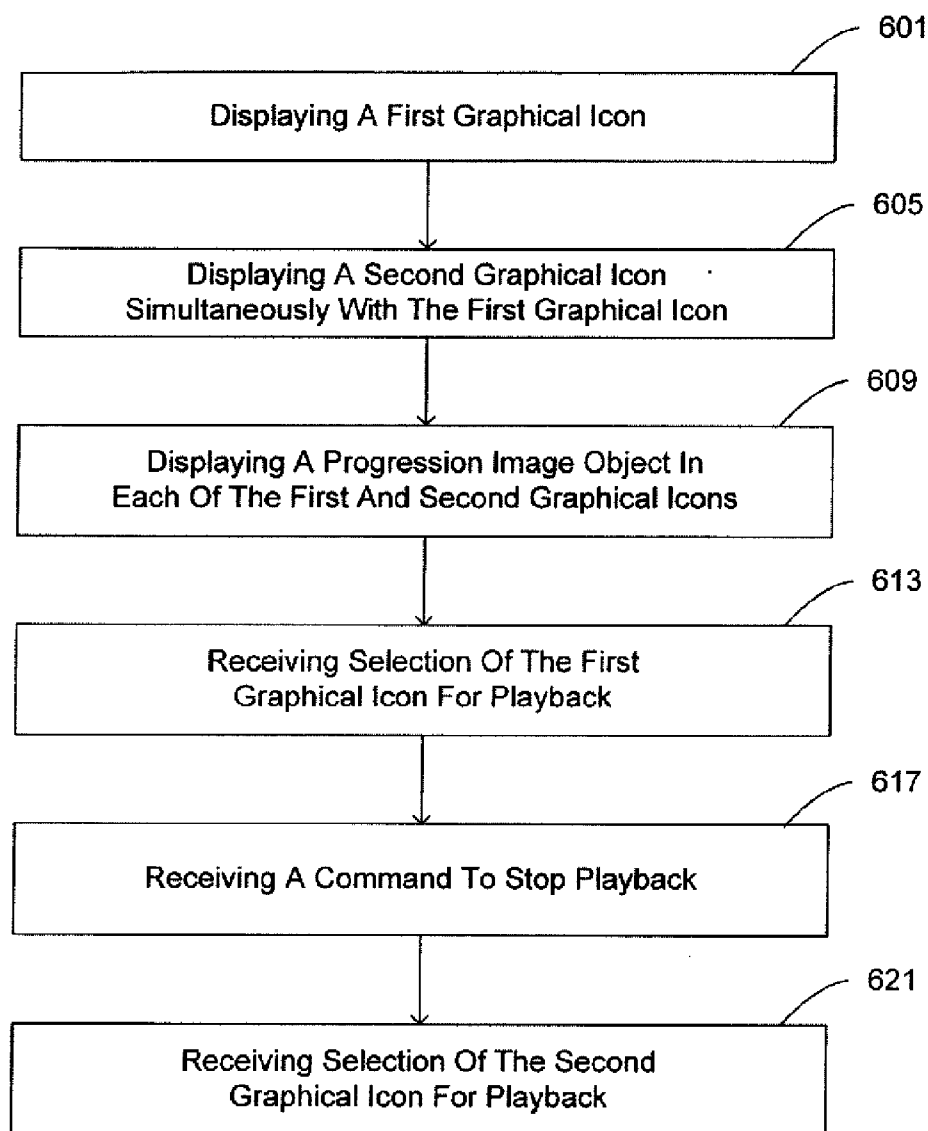 601
Displaying A First Graphical Icon
605
Displaying A Second Graphical Icon
Simultaneously With The First Graphical Icon
609
Displaying A Progression Image Object In
Each Of The First And Second Graphical Icons
613
Receiving Selection Of The First
Graphical Icon For Playback
617
Receiving A Command To Stop Playback
621
Receiving Selection Of The Second
Graphical Icon For Playback